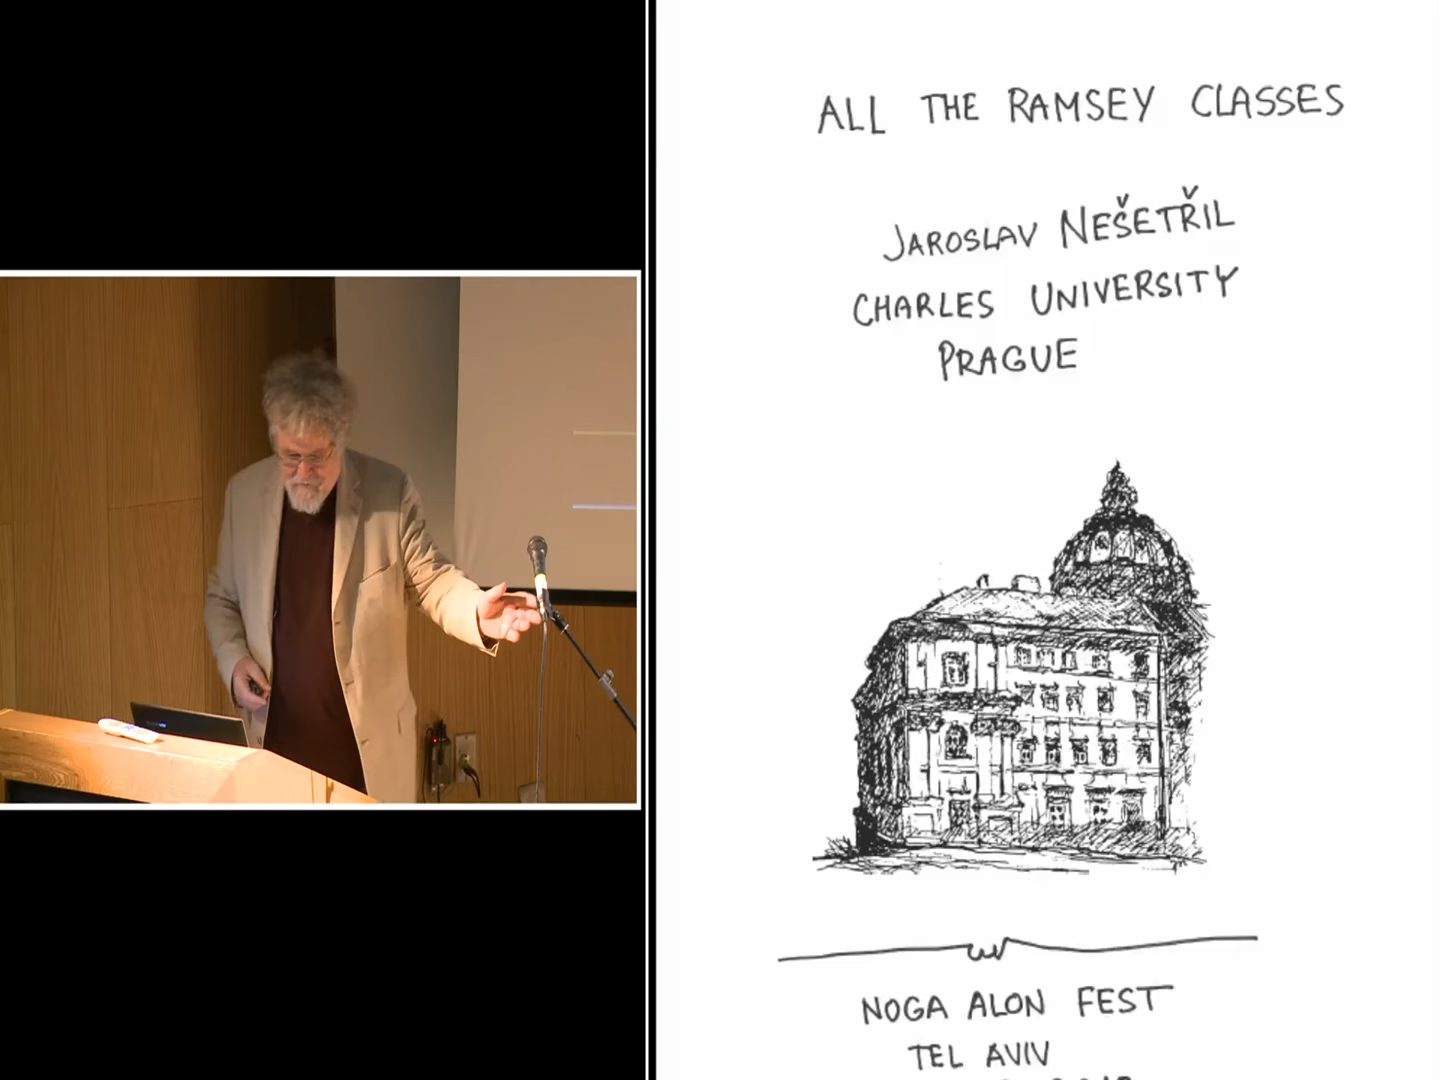 ALL THE RAMSEY CLASSES
JAROSLAV NEŠETŘIL
CHARLES UNIVERSITY
PRAGUE
NOGA ALON FEST
TEL AVIV